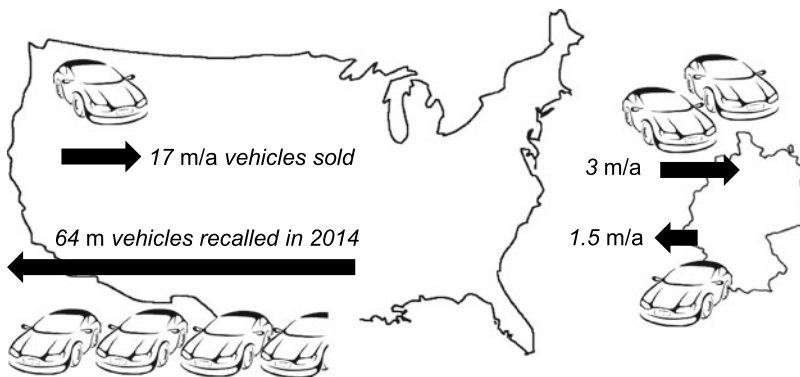 17 m/a vehicles sold
3 m/a
64 m vehicles recalled in 2014
1.5 m/a